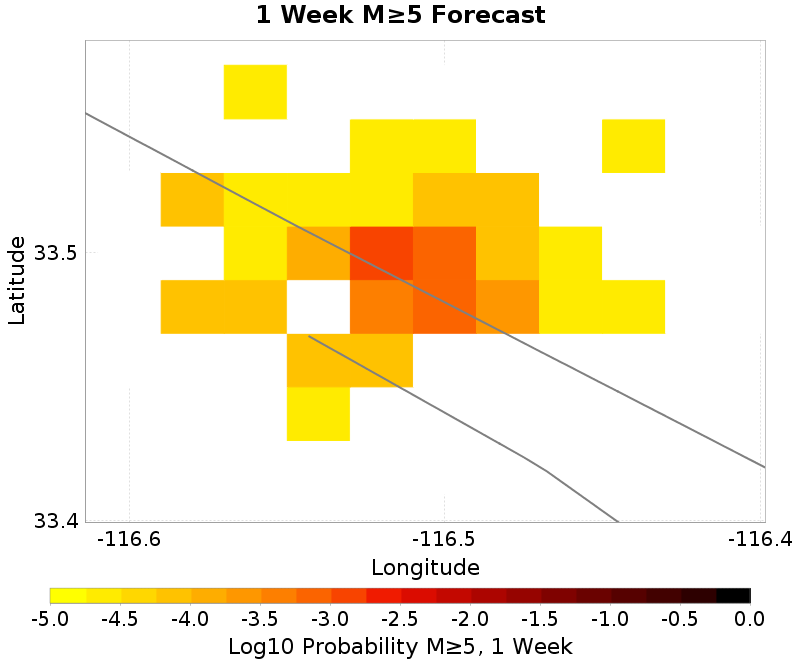 1 Week M≥5 Forecast
Latitude
33.5
33.4
-116.6 -116.5 -116.4
Longitude
-5.0 -4.5 -4.0 -3.5 -3.0 -2.5 -2.0 -1.5 -1.0 -0.5 0.0
Log10 Probability M≥5, 1 Week